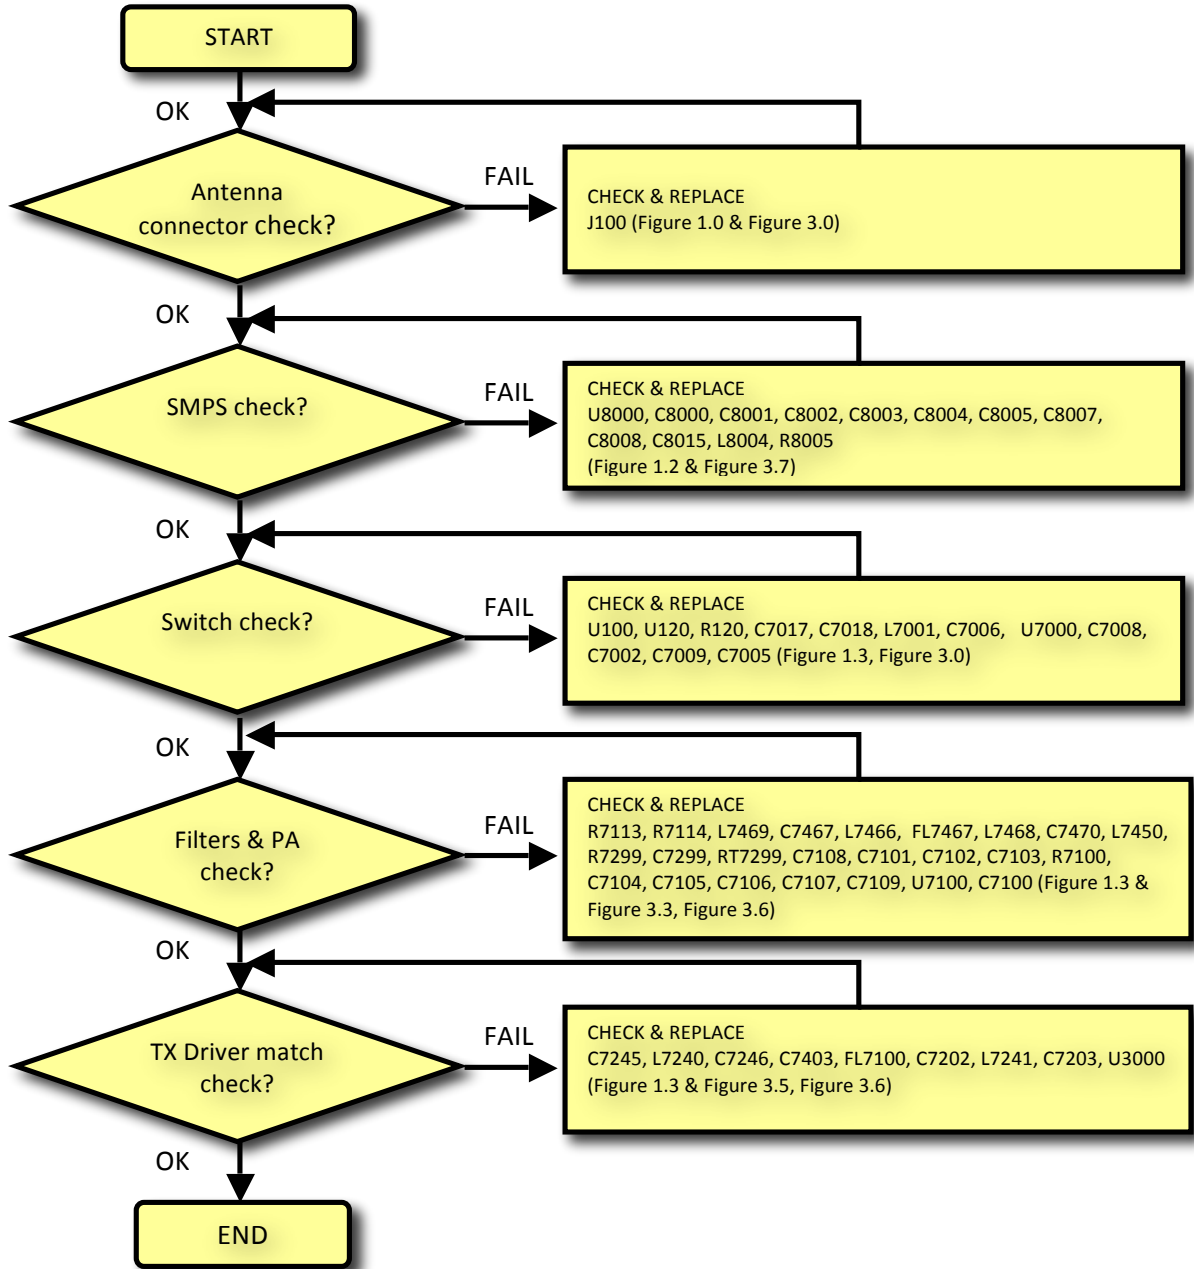 START
OK
Antenna
connector check?
FAIL
CHECK & REPLACE
J100 (Figure 1.0 & Figure 3.0)
OK
SMPS check?
FAIL
CHECK & REPLACE
U8000, C8000, C8001, C8002, C8003, C8004, C8005, C8007,
C8008, C8015, L8004, R8005
(Figure 1.2 & Figure 3.7)
OK
Switch check?
FAIL
CHECK & REPLACE
U100, U120, R120, C7017, C7018, L7001, C7006, U7000, C7008,
C7002, C7009, C7005 (Figure 1.3, Figure 3.0)
OK
Filters & PA
check?
FAIL
CHECK & REPLACE
R7113, R7114, L7469, C7467, L7466, FL7467, L7468, C7470, L7450,
R7299, C7299, RT7299, C7108, C7101, C7102, C7103, R7100,
C7104, C7105, C7106, C7107, C7109, U7100, C7100 (Figure 1.3 &
Figure 3.3, Figure 3.6)
OK
TX Driver match
check?
FAIL
CHECK & REPLACE
C7245, L7240, C7246, C7403, FL7100, C7202, L7241, C7203, U3000
(Figure 1.3 & Figure 3.5, Figure 3.6)
OK
END